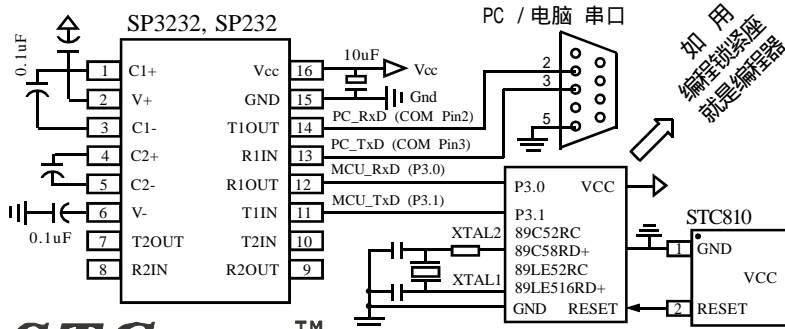 SP3232, SP232
PC / 电脑 串口
如 用
编程锁紧座
就是编程器
0.1uF
10uF
Vcc
Gnd
1 C1+
2 V+
3 C1-
4 C2+
5 C2-
6 V-
7 T2OUT
8 R2IN
Vcc 16
GND 15
T1OUT 14
R1IN 13
R1OUT 12
T1IN 11
T2IN 10
R2OUT 9
0.1uF
PC_RxD (COM Pin2)
PC_TxD (COM Pin3)
MCU_RxD (P3.0)
MCU_TxD (P3.1)
2
3
5
XTAL2
XTAL1
P3.0 VCC
P3.1
89C52RC
89C58RD+
89LE52RC
89LE516RD+
GND RESET
STC810
1 GND
VCC
2 RESET
STC TM